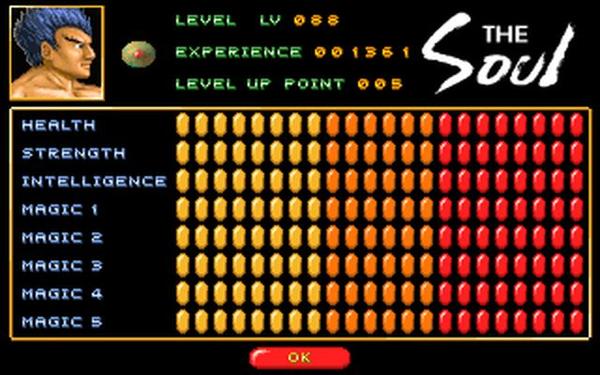 LEVEL LV 088
EXPERIENCE 001361
LEVEL UP POINT 005
THE
Soul
HEALTH
STRENGTH
INTELLIGENCE
MAGIC 1
MAGIC 2
MAGIC 3
MAGIC 4
MAGIC 5
OK